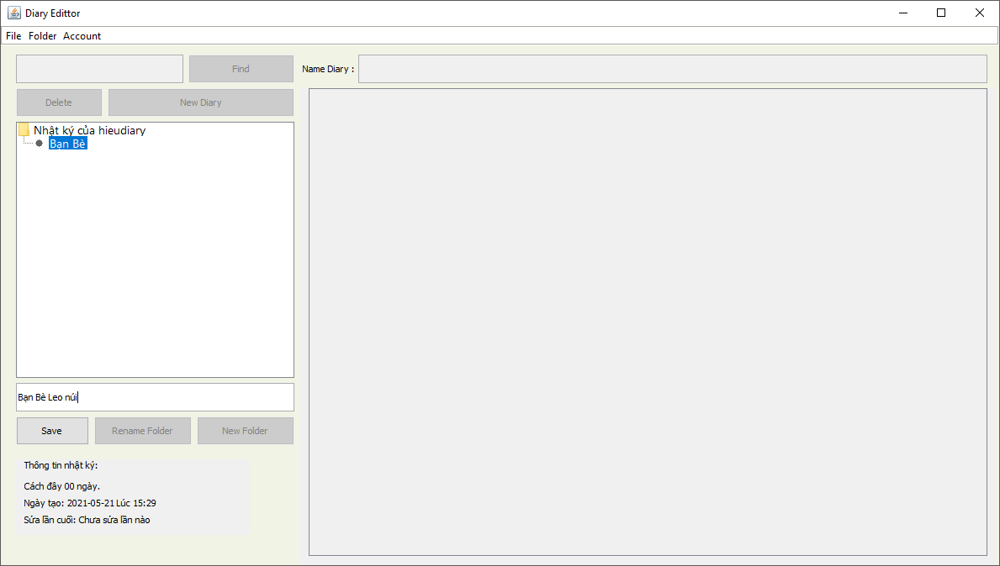 Diary Edittor
File Folder Account
Find
Name Diary :
Delete
New Diary
Nhật ký của hieudiary
Bạn Bè
Bạn Bè Leo núi
Save
Rename Folder
New Folder
Thông tin nhật ký:
Cách đây 00 ngày.
Ngày tạo: 2021-05-21 Lúc 15:29
Sửa lần cuối: Chưa sửa lần nào